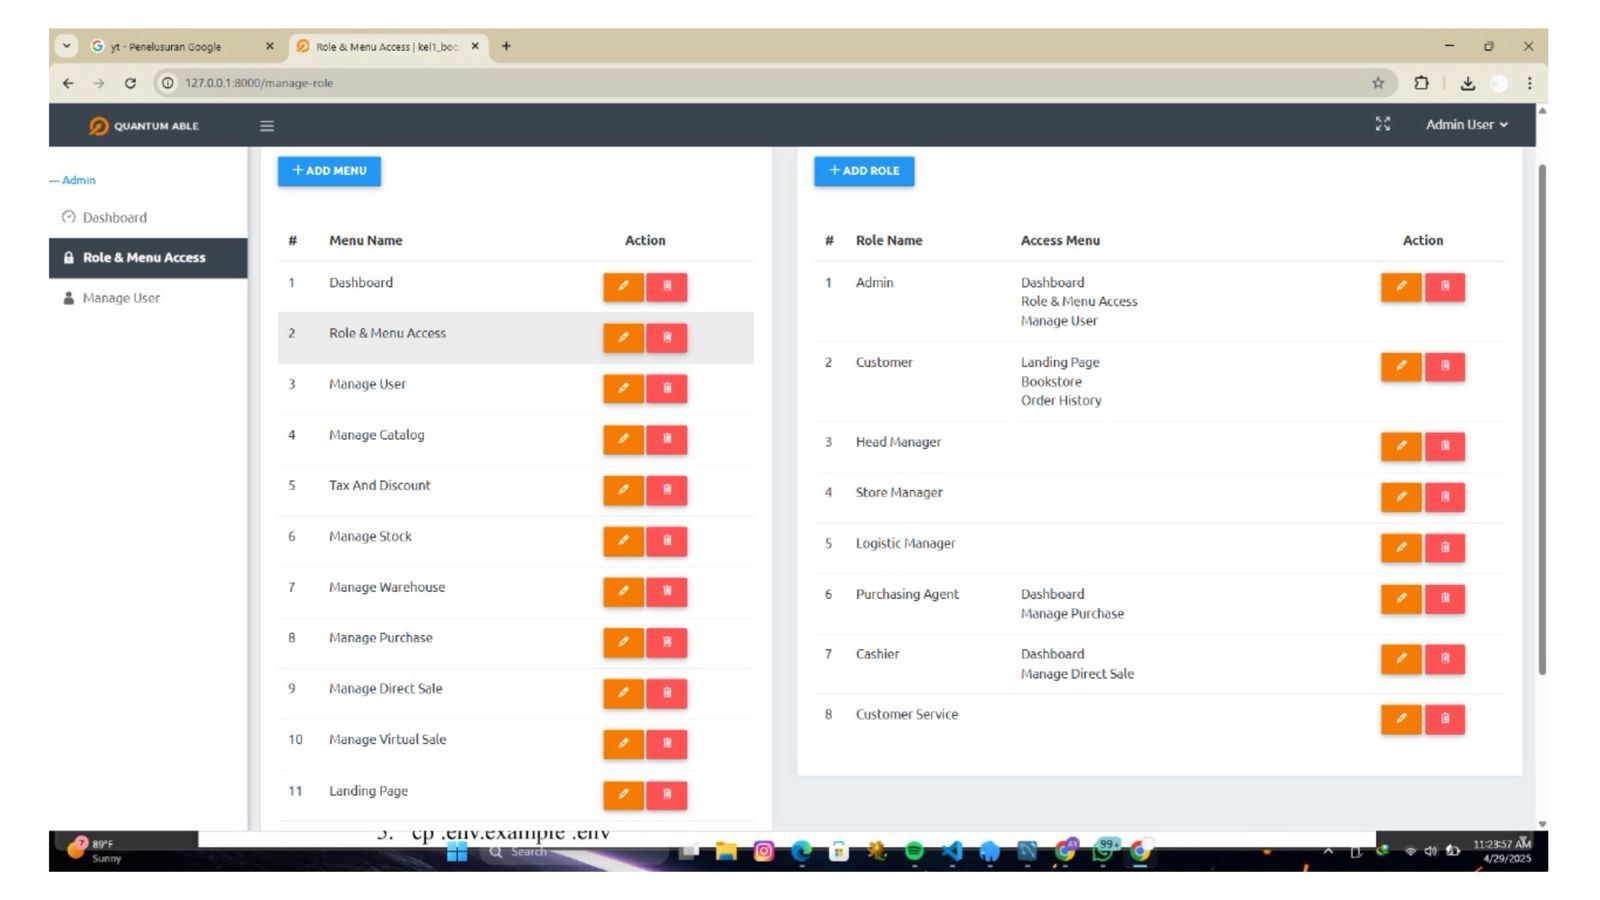 yt - Penelusuran Google
Role & Menu Access | kel1_boo
127.0.0.1:8000/manage-role
QUANTUM ABLE
Admin User
Admin
Dashboard
Role & Menu Access
Manage User
+ ADD MENU
# Menu Name Action
1 Dashboard
2 Role & Menu Access
3 Manage User
4 Manage Catalog
5 Tax And Discount
6 Manage Stock
7 Manage Warehouse
8 Manage Purchase
9 Manage Direct Sale
10 Manage Virtual Sale
11 Landing Page
+ ADD ROLE
# Role Name Access Menu Action
1 Admin Dashboard
Role & Menu Access
Manage User
2 Customer Landing Page
Bookstore
Order History
3 Head Manager
4 Store Manager
5 Logistic Manager
6 Purchasing Agent Dashboard
Manage Purchase
7 Cashier Dashboard
Manage Direct Sale
8 Customer Service
cp .env.example .env
7
89°F
Sunny
Search
AY
99+
11:23:57 AM
4/29/2025